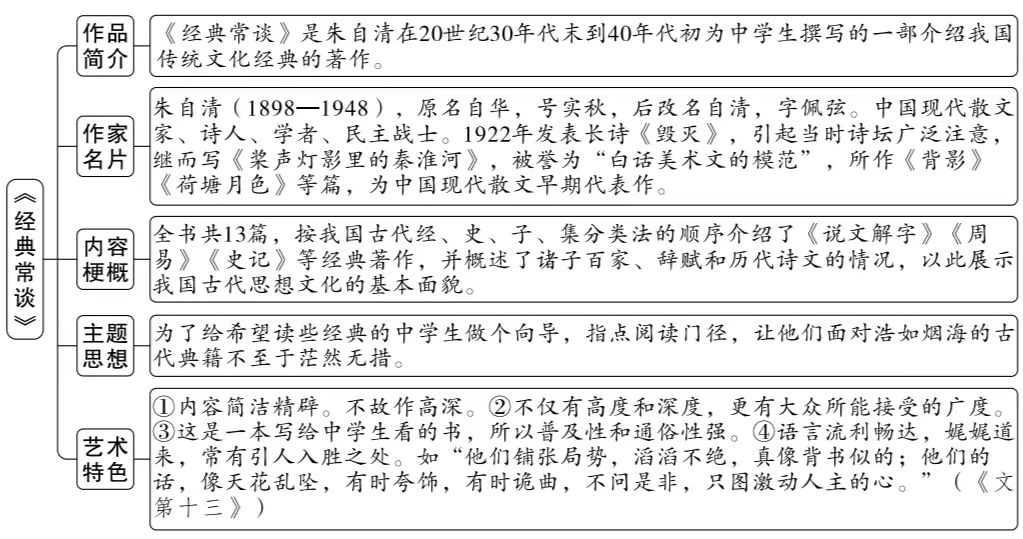 《经典常谈》
作品
简介
《经典常谈》是朱自清在20世纪30年代末到40年代初为中学生撰写的一部介绍我国
传统文化经典的著作。
作家
名片
朱自清（1898—1948），原名自华，号实秋，后改名自清，字佩弦。中国现代散文
家、诗人、学者、民主战士。1922年发表长诗《毁灭》，引起当时诗坛广泛注意，
继而写《桨声灯影里的秦淮河》，被誉为“白话美术文的模范”，所作《背影》
《荷塘月色》等篇，为中国现代散文早期代表作。
内容
梗概
全书共13篇，按我国古代经、史、子、集分类法的顺序介绍了《说文解字》《周
易》《史记》等经典著作，并概述了诸子百家、辞赋和历代诗文的情况，以此展示
我国古代思想文化的基本面貌。
主题
思想
为了给希望读些经典的中学生做个向导，指点阅读门径，让他们面对浩如烟海的古
代典籍不至于茫然无措。
艺术
特色
①内容简洁精辟。不故作高深。②不仅有高度和深度，更有大众所能接受的广度。
③这是一本写给中学生看的书，所以普及性和通俗性强。④语言流利畅达，娓娓道
来，常有引人入胜之处。如“他们铺张局势，滔滔不绝，真像背书似的；他们的
话，像天花乱坠，有时夸饰，有时诡曲，不问是非，只图激动人主的心。”（《文
第十三》）